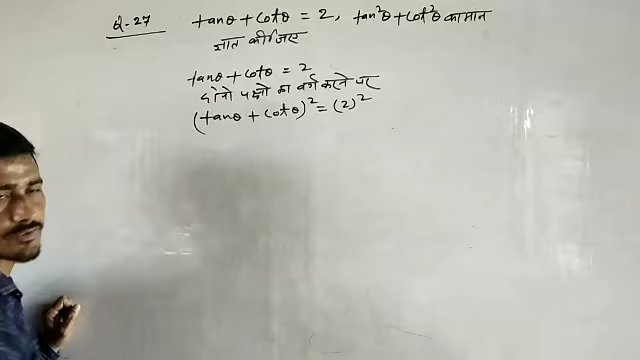 Q-27 tanθ + cotθ = 2, tan²θ + cot²θ का मान
ज्ञात कीजिए
tanθ + cotθ = 2
दोनो पक्षो का वर्ग करने पर
(tanθ + cotθ)² = (2)²